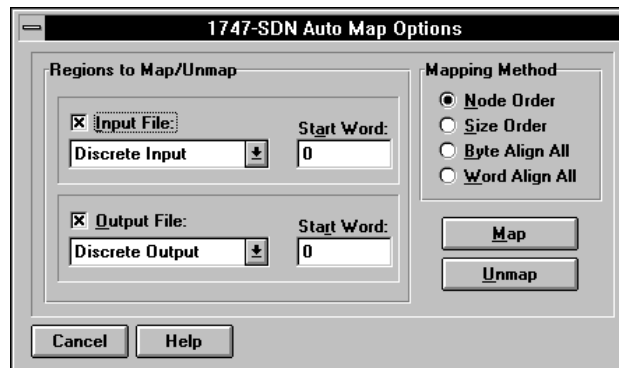 1747-SDN Auto Map Options
Regions to Map/Unmap
Input File:
Start Word:
Discrete Input
0
Output File:
Start Word:
Discrete Output
0
Mapping Method
Node Order
Size Order
Byte Align All
Word Align All
Map
Unmap
Cancel
Help